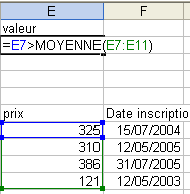 E F
valeur
=E7>MOYENNE(E7:E11)
prix Date inscriptio
325 15/07/2004
310 12/05/2005
386 31/07/2005
121 12/05/2003